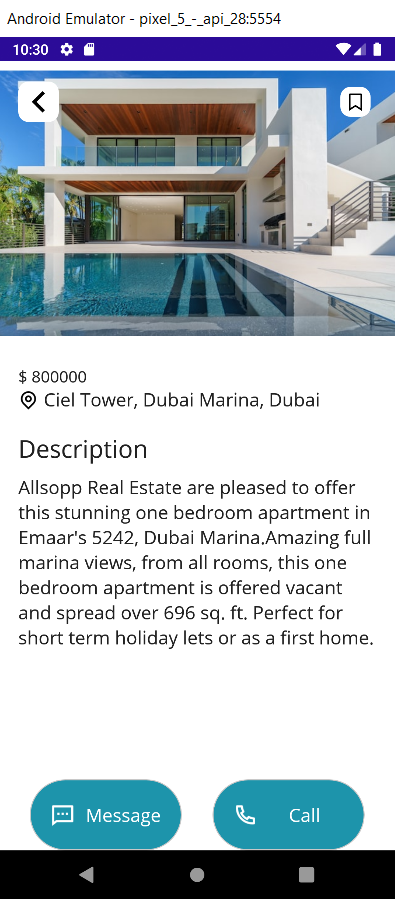 Android Emulator - pixel_5_-_api_28:5554
10:30
$ 800000
Ciel Tower, Dubai Marina, Dubai
Description
Allsopp Real Estate are pleased to offer
this stunning one bedroom apartment in
Emaar's 5242, Dubai Marina.Amazing full
marina views, from all rooms, this one
bedroom apartment is offered vacant
and spread over 696 sq. ft. Perfect for
short term holiday lets or as a first home.
Message
Call